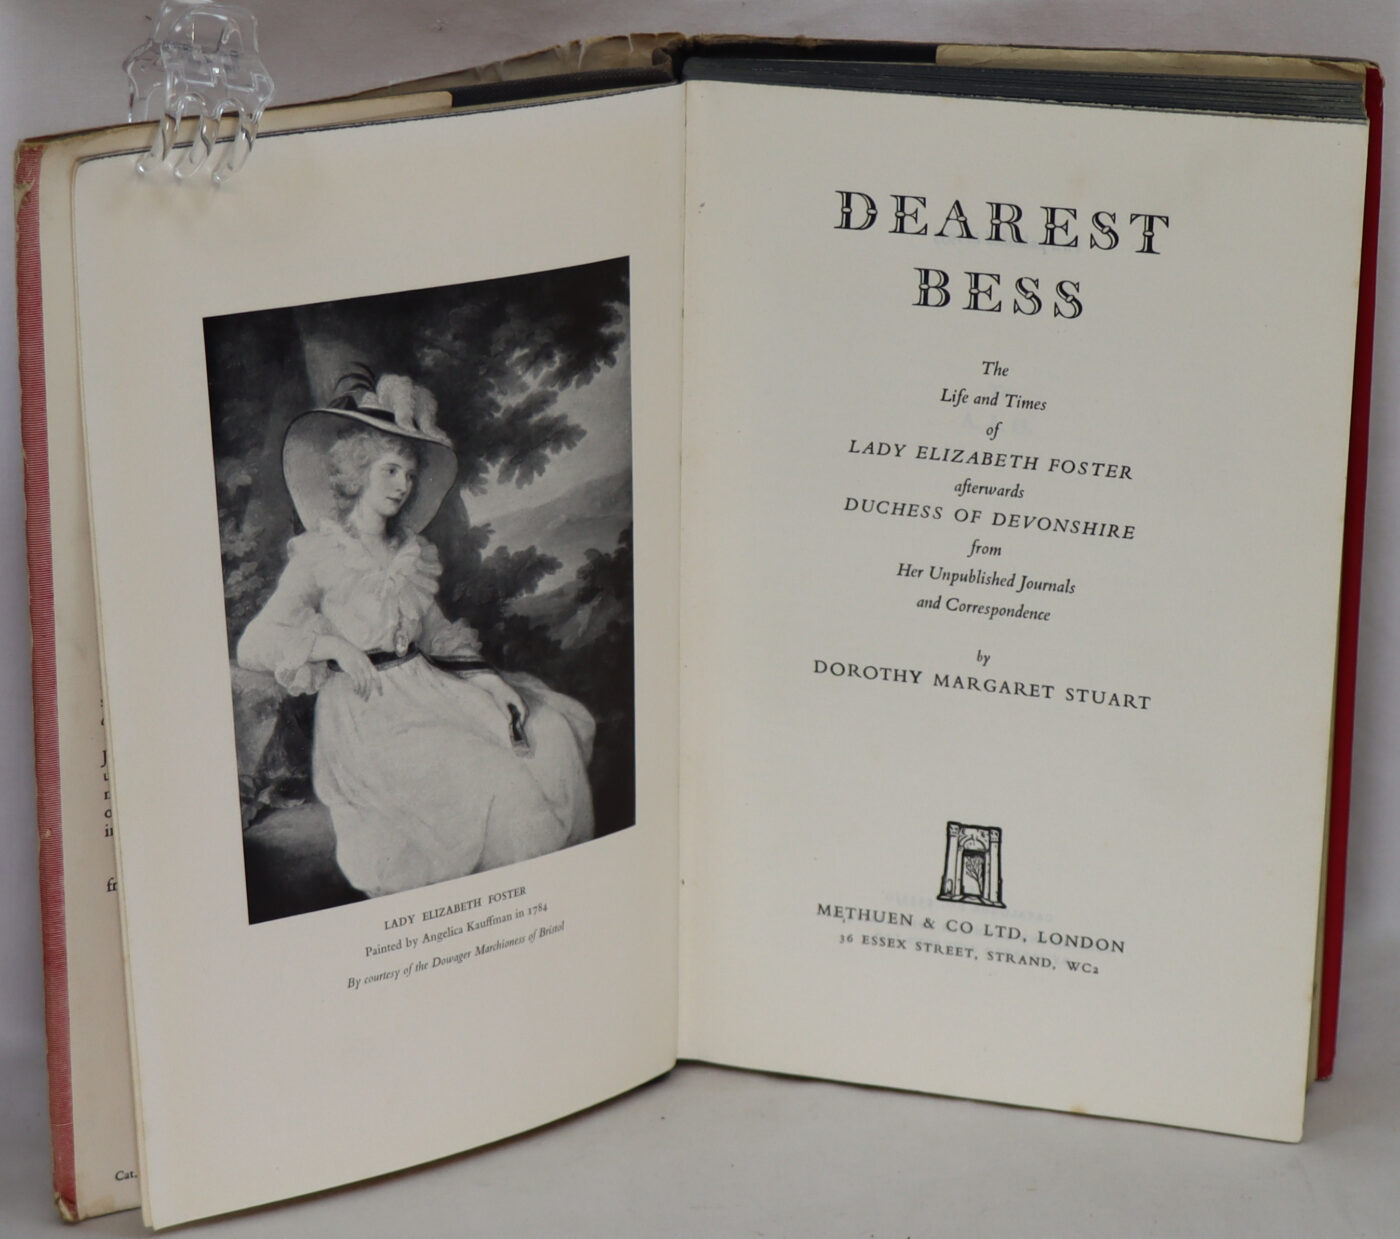 LADY ELIZABETH FOSTER
Painted by Angelica Kauffman in 1784
By courtesy of the Dowager Marchioness of Bristol
Cat.
DEAREST
BESS
The
Life and Times
of
LADY ELIZABETH FOSTER
afterwards
DUCHESS OF DEVONSHIRE
from
Her Unpublished Journals
and Correspondence
by
DOROTHY MARGARET STUART
METHUEN & CO LTD, LONDON
36 ESSEX STREET, STRAND, WC2